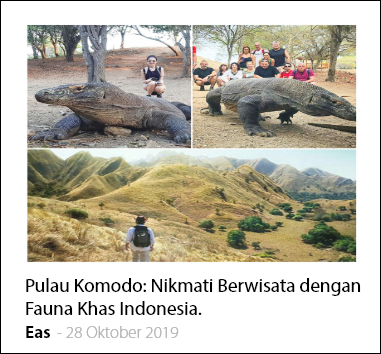 Pulau Komodo: Nikmati Berwisata dengan
Fauna Khas Indonesia.
Eas - 28 Oktober 2019